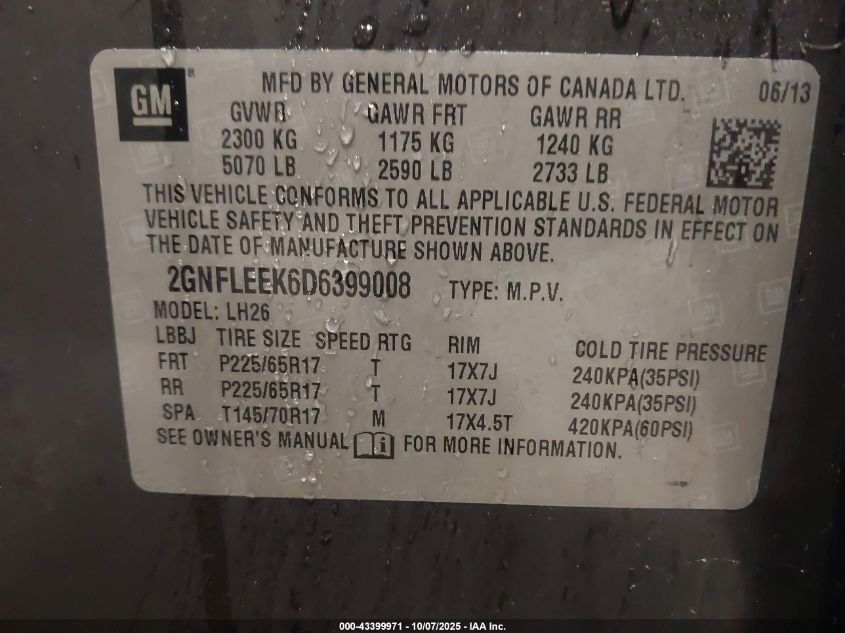 GM ® MFD BY GENERAL MOTORS OF CANADA LTD. 06/13
GVWR GAWR FRT GAWR RR
2300 KG 1175 KG 1240 KG
5070 LB 2590 LB 2733 LB
THIS VEHICLE CONFORMS TO ALL APPLICABLE U.S. FEDERAL MOTOR
VEHICLE SAFETY AND THEFT PREVENTION STANDARDS IN EFFECT ON
THE DATE OF MANUFACTURE SHOWN ABOVE.
2GNFLEEK6D6399008 TYPE: M.P.V.
MODEL: LH26
LBBJ TIRE SIZE SPEED RTG RIM COLD TIRE PRESSURE
FRT P225/65R17 T 17X7J 240KPA(35PSI)
RR P225/65R17 T 17X7J 240KPA(35PSI)
SPA T145/70R17 M 17X4.5T 420KPA(60PSI)
SEE OWNER'S MANUAL i FOR MORE INFORMATION.
000-43399971 - 10/07/2025 - IAA Inc.